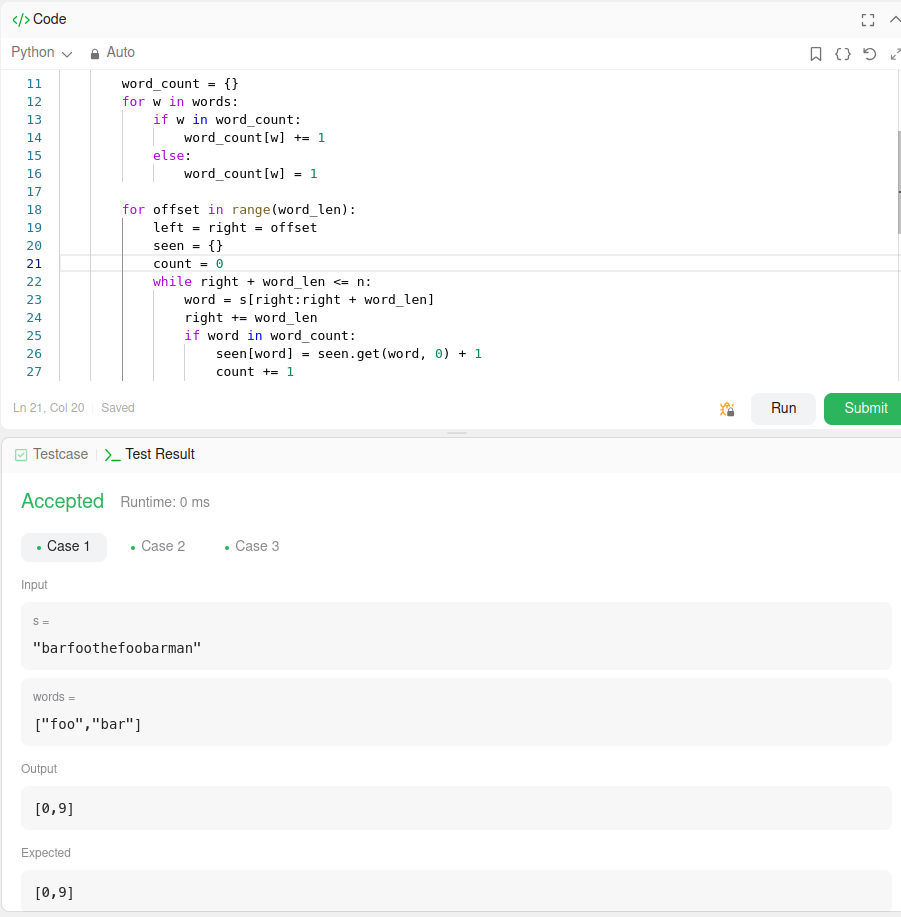 </> Code
Python Auto
11 word_count = {}
12 for w in words:
13 if w in word_count:
14 word_count[w] += 1
15 else:
16 word_count[w] = 1
17
18 for offset in range(word_len):
19 left = right = offset
20 seen = {}
21 count = 0
22 while right + word_len <= n:
23 word = s[right:right + word_len]
24 right += word_len
25 if word in word_count:
26 seen[word] = seen.get(word, 0) + 1
27 count += 1
Ln 21, Col 20 Saved Run Submit
Testcase Test Result
Accepted Runtime: 0 ms
Case 1 Case 2 Case 3
Input
s =
"barfoothefoobarman"
words =
["foo","bar"]
Output
[0,9]
Expected
[0,9]